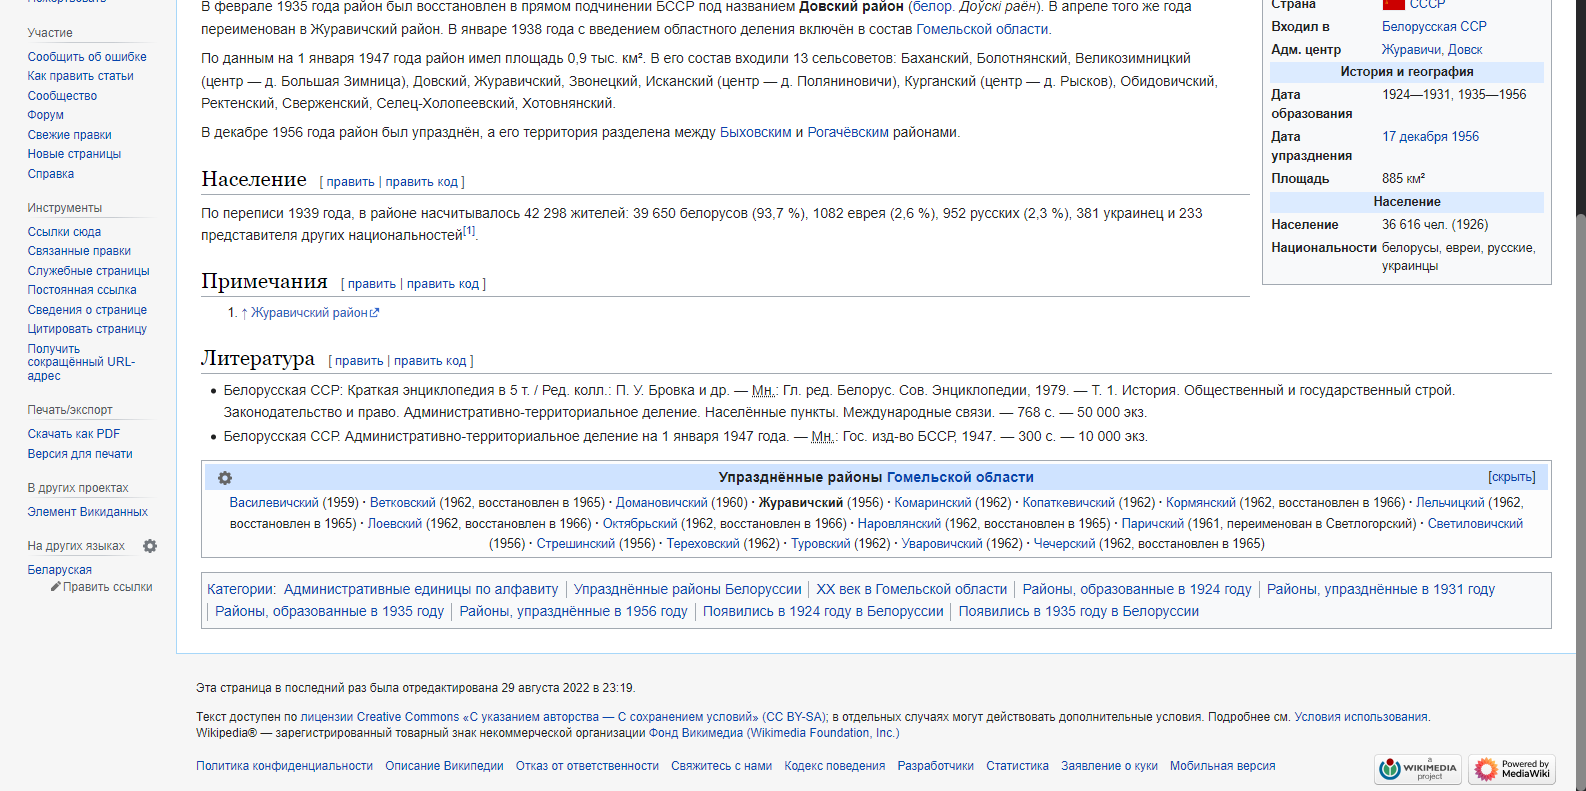 Участие
Сообщить об ошибке
Как править статьи
Сообщество
Форум
Свежие правки
Новые страницы
Справка
Инструменты
Ссылки сюда
Связанные правки
Служебные страницы
Постоянная ссылка
Сведения о странице
Цитировать страницу
Получить
сокращённый URL-
адрес
Печать/экспорт
Скачать как PDF
Версия для печати
В других проектах
Элемент Викиданных
На других языках
Беларуская
Править ссылки
В феврале 1935 года район был восстановлен в прямом подчинении БССР под названием Довский район (белор. Доўскі раён). В апреле того же года
переименован в Журавичский район. В январе 1938 года с введением областного деления включён в состав Гомельской области.
По данным на 1 января 1947 года район имел площадь 0,9 тыс. км². В его состав входили 13 сельсоветов: Баханский, Болотнянский, Великозимницкий
(центр — д. Большая Зимница), Довский, Журавичский, Звонецкий, Исканский (центр — д. Поляниновичи), Курганский (центр — д. Рысков), Обидовичский,
Ректенский, Сверженский, Селец-Холопеевский, Хотовнянский.
В декабре 1956 года район был упразднён, а его территория разделена между Быховским и Рогачёвским районами.
Население [ править | править код ]
По переписи 1939 года, в районе насчитывалось 42 298 жителей: 39 650 белорусов (93,7 %), 1082 еврея (2,6 %), 952 русских (2,3 %), 381 украинец и 233
представителя других национальностей[1].
Примечания [ править | править код ]
1. ↑ Журавичский район
Литература [ править | править код ]
• Белорусская ССР: Краткая энциклопедия в 5 т. / Ред. колл.: П. У. Бровка и др. — Мн.: Гл. ред. Белорус. Сов. Энциклопедии, 1979. — Т. 1. История. Общественный и государственный строй.
Законодательство и право. Административно-территориальное деление. Населённые пункты. Международные связи. — 768 с. — 50 000 экз.
• Белорусская ССР. Административно-территориальное деление на 1 января 1947 года. — Мн.: Гос. изд-во БССР, 1947. — 300 с. — 10 000 экз.
Страна СССР
Входил в Белорусская ССР
Адм. центр Журавичи, Довск
История и география
Дата 1924—1931, 1935—1956
образования
Дата 17 декабря 1956
упразднения
Площадь 885 км²
Население
Население 36 616 чел. (1926)
Национальности белорусы, евреи, русские,
украинцы
Упразднённые районы Гомельской области [скрыть]
Василевичский (1959) · Ветковский (1962, восстановлен в 1965) · Домановичский (1960) · Журавичский (1956) · Комаринский (1962) · Копаткевичский (1962) · Кормянский (1962, восстановлен в 1966) · Лельчицкий (1962,
восстановлен в 1965) · Лоевский (1962, восстановлен в 1966) · Октябрьский (1962, восстановлен в 1966) · Наровлянский (1962, восстановлен в 1965) · Паричский (1961, переименован в Светлогорский) · Светиловичский
(1956) · Стрешинский (1956) · Тереховский (1962) · Туровский (1962) · Уваровичский (1962) · Чечерский (1962, восстановлен в 1965)
Категории: Административные единицы по алфавиту | Упразднённые районы Белоруссии | XX век в Гомельской области | Районы, образованные в 1924 году | Районы, упразднённые в 1931 году
| Районы, образованные в 1935 году | Районы, упразднённые в 1956 году | Появились в 1924 году в Белоруссии | Появились в 1935 году в Белоруссии
Эта страница в последний раз была отредактирована 29 августа 2022 в 23:19.
Текст доступен по лицензии Creative Commons «С указанием авторства — С сохранением условий» (CC BY-SA); в отдельных случаях могут действовать дополнительные условия. Подробнее см. Условия использования.
Wikipedia® — зарегистрированный товарный знак некоммерческой организации Фонд Викимедиа (Wikimedia Foundation, Inc.)
Политика конфиденциальности Описание Википедии Отказ от ответственности Свяжитесь с нами Кодекс поведения Разработчики Статистика Заявление о куки Мобильная версия
a
WIKIMEDIA
project
Powered by
MediaWiki